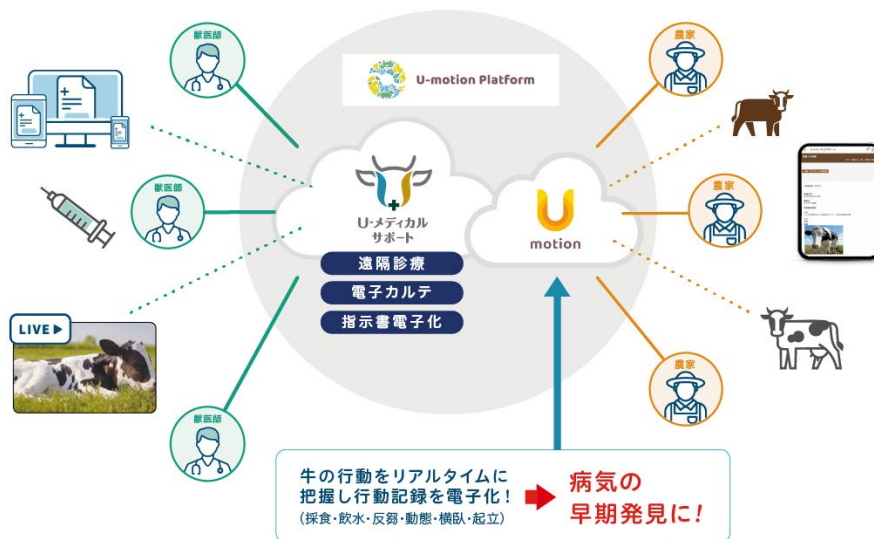 獣医師
農家
U-motion Platform
獣医師
農家
U-メディカル
サポート
U
motion
遠隔診療
電子カルテ
指示書電子化
LIVE▶
獣医師
農家
牛の行動をリアルタイムに
把握し行動記録を電子化!
(採食・飲水・反芻・動態・横臥・起立)
病気の
早期発見に!